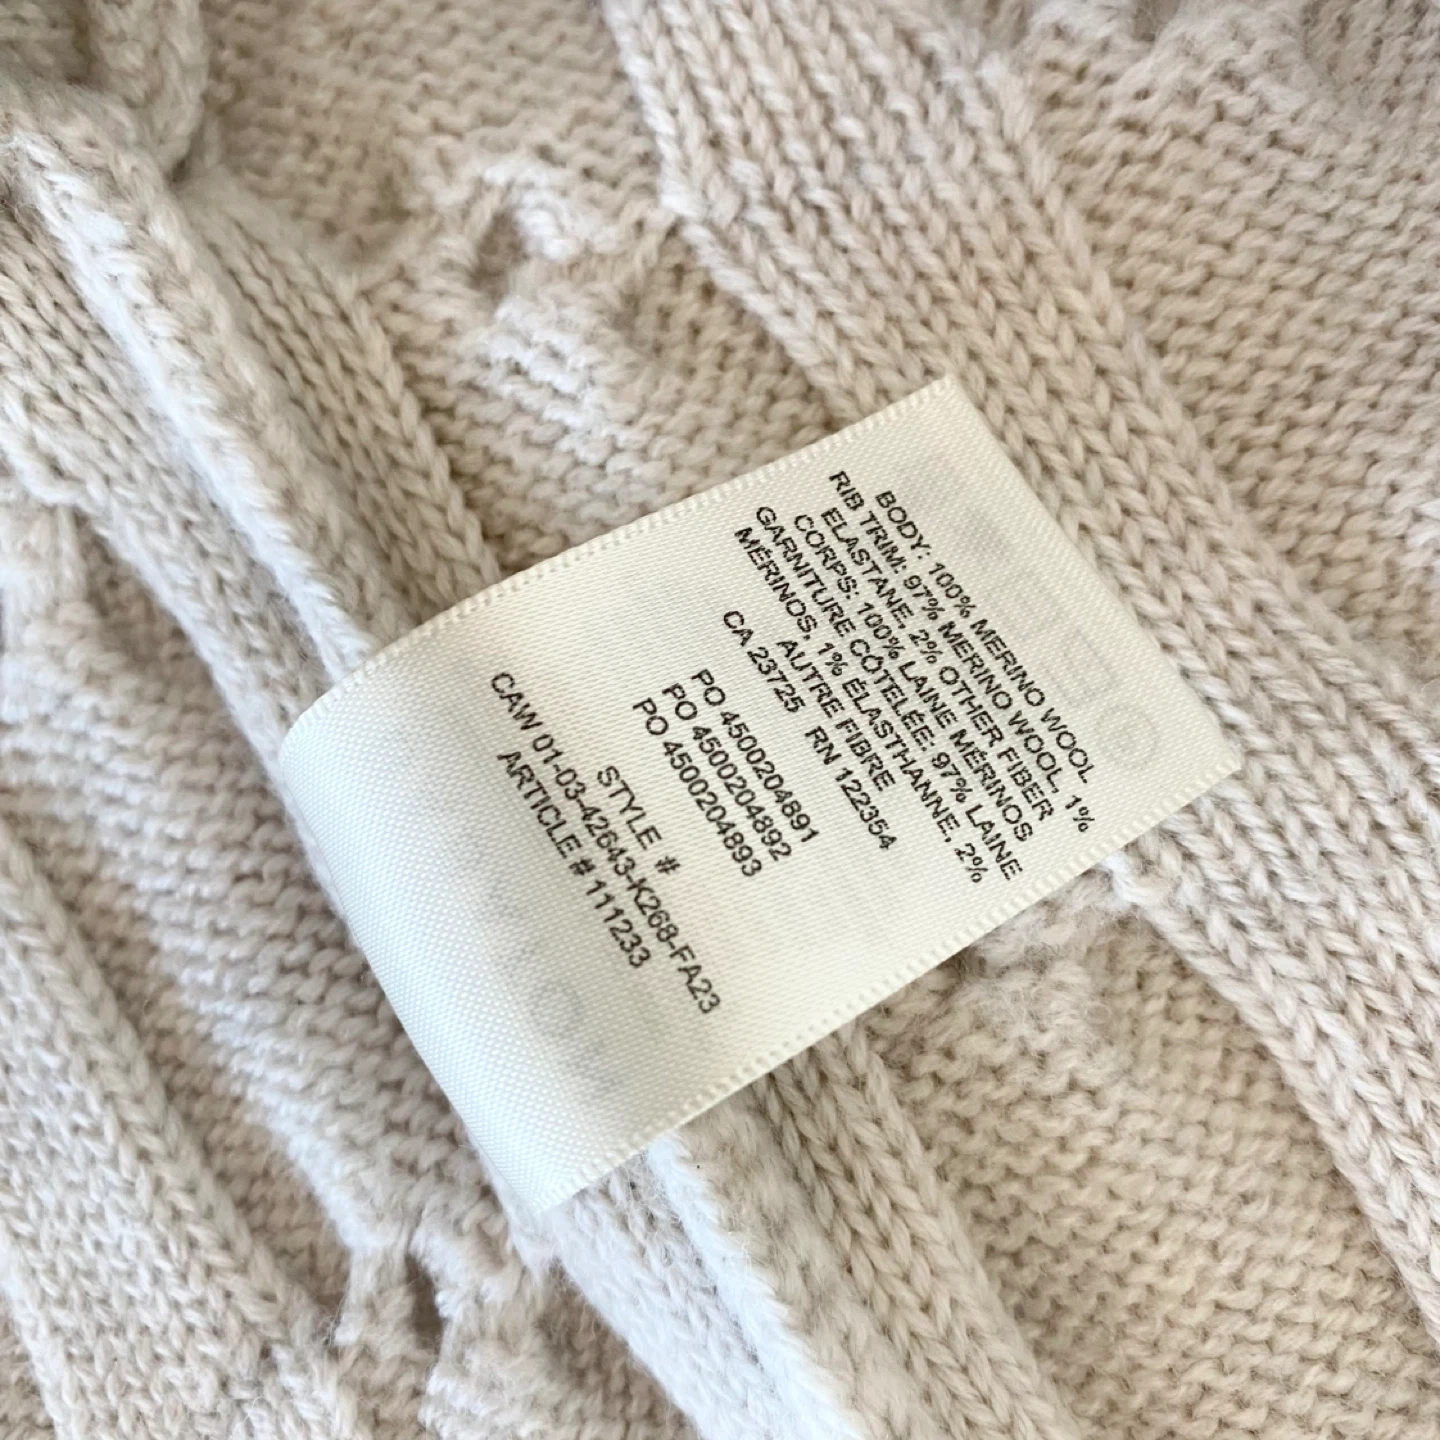 BODY: 100% MERINO WOOL
RIB TRIM: 97% MERINO WOOL, 1%
ELASTANE, 2% OTHER FIBER
CORPS: 100% LAINE MÉRINOS
GARNITURE CÔTELÉE: 97% LAINE
MÉRINOS, 1% ÉLASTHANNE, 2%
AUTRE FIBRE
CA 23725 RN 122354
PO 4500204891
PO 4500204892
PO 4500204893
STYLE #
CAW 01-03-42643-K268-FA23
ARTICLE # 111233